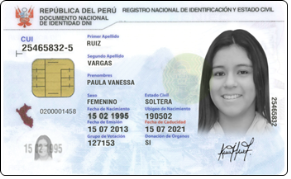 REPÚBLICA DEL PERÚ
REGISTRO NACIONAL DE IDENTIFICACIÓN Y ESTADO CIVIL
DOCUMENTO NACIONAL
DE IDENTIDAD DNI
CUI
25465832-5
Primer Apellido
RUIZ
Segundo Apellido
VARGAS
Prenombres
PAULA VANESSA
Sexo
FEMENINO
Estado Civil
SOLTERA
Fecha de Nacimiento
15 02 1995
Ubigeo de Nacimiento
190502
Fecha de Emisión
15 07 2013
Fecha de Caducidad
15 07 2021
Grupo de Votación
127153
Donación de Órganos
SI
0200001458
25465832